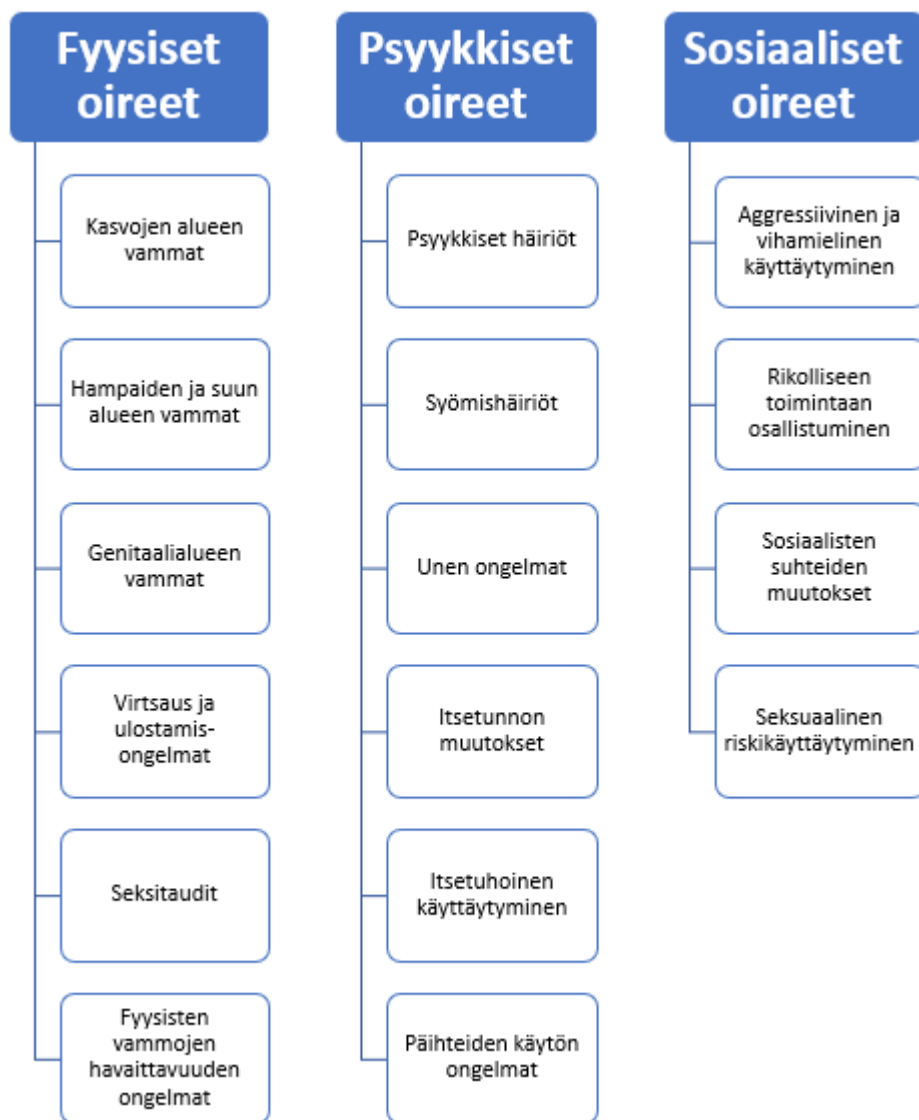 Fyysiset
oireet
Kasvojen alueen
vammat
Hampaiden ja suun
alueen vammat
Genitaalialueen
vammat
Virtsaus ja
ulostamis-
ongelmat
Seksitaudit
Fyysisten
vammojen
havaittavuuden
ongelmat
Psyykkiset
oireet
Psyykkiset häiriöt
Syömishäiriöt
Unen ongelmat
Itsetunnon
muutokset
Itsetuhoinen
käyttäytyminen
Päihteiden käytön
ongelmat
Sosiaaliset
oireet
Aggressiivinen ja
vihamielinen
käyttäytyminen
Rikolliseen
toimintaan
osallistuminen
Sosiaalisten
suhteiden
muutokset
Seksuaalinen
riskikäyttäytyminen